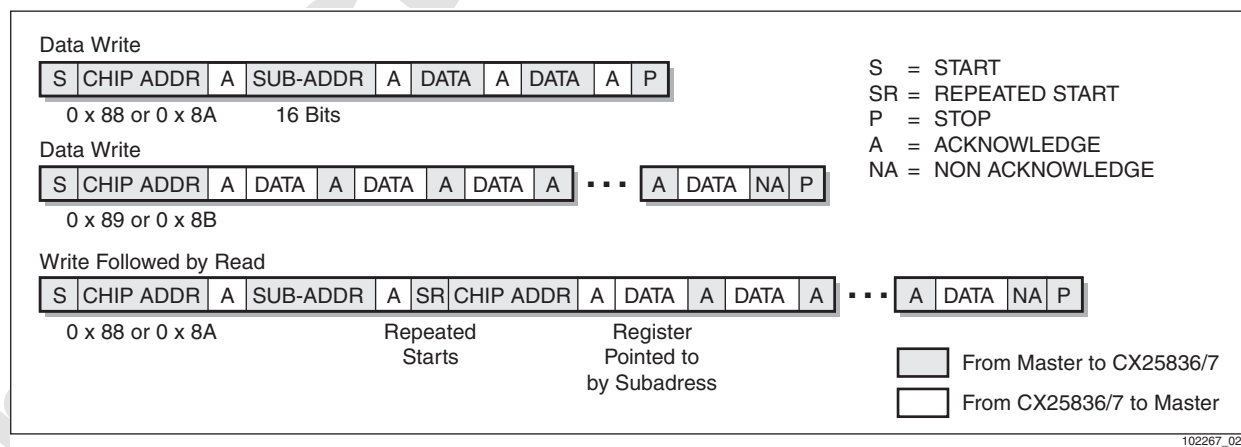 Data Write
S CHIP ADDR A SUB-ADDR A DATA A DATA A P
0 x 88 or 0 x 8A 16 Bits
Data Write
S CHIP ADDR A DATA A DATA A DATA A ... A DATA NA P
0 x 89 or 0 x 8B
Write Followed by Read
S CHIP ADDR A SUB-ADDR A SR CHIP ADDR A DATA A DATA A ... A DATA NA P
0 x 88 or 0 x 8A
Repeated
Starts
Register
Pointed to
by Subadress
S = START
SR = REPEATED START
P = STOP
A = ACKNOWLEDGE
NA = NON ACKNOWLEDGE
From Master to CX25836/7
From CX25836/7 to Master
102267_02